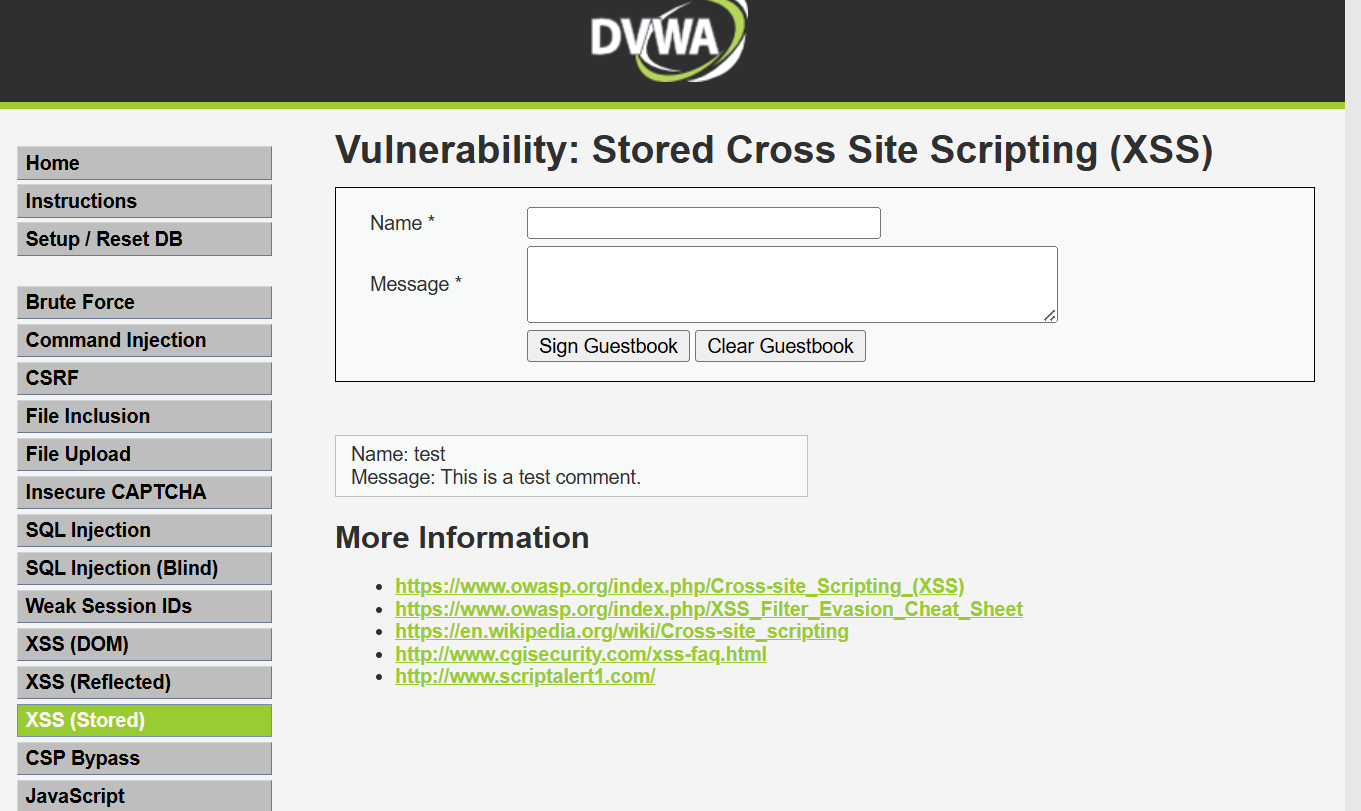 DVWA
Home
Instructions
Setup / Reset DB
Brute Force
Command Injection
CSRF
File Inclusion
File Upload
Insecure CAPTCHA
SQL Injection
SQL Injection (Blind)
Weak Session IDs
XSS (DOM)
XSS (Reflected)
XSS (Stored)
CSP Bypass
JavaScript
Vulnerability: Stored Cross Site Scripting (XSS)
Name *
Message *
Sign Guestbook Clear Guestbook
Name: test
Message: This is a test comment.
More Information
https://www.owasp.org/index.php/Cross-site_Scripting_(XSS)
https://www.owasp.org/index.php/XSS_Filter_Evasion_Cheat_Sheet
https://en.wikipedia.org/wiki/Cross-site_scripting
http://www.cgisecurity.com/xss-faq.html
http://www.scriptalert1.com/